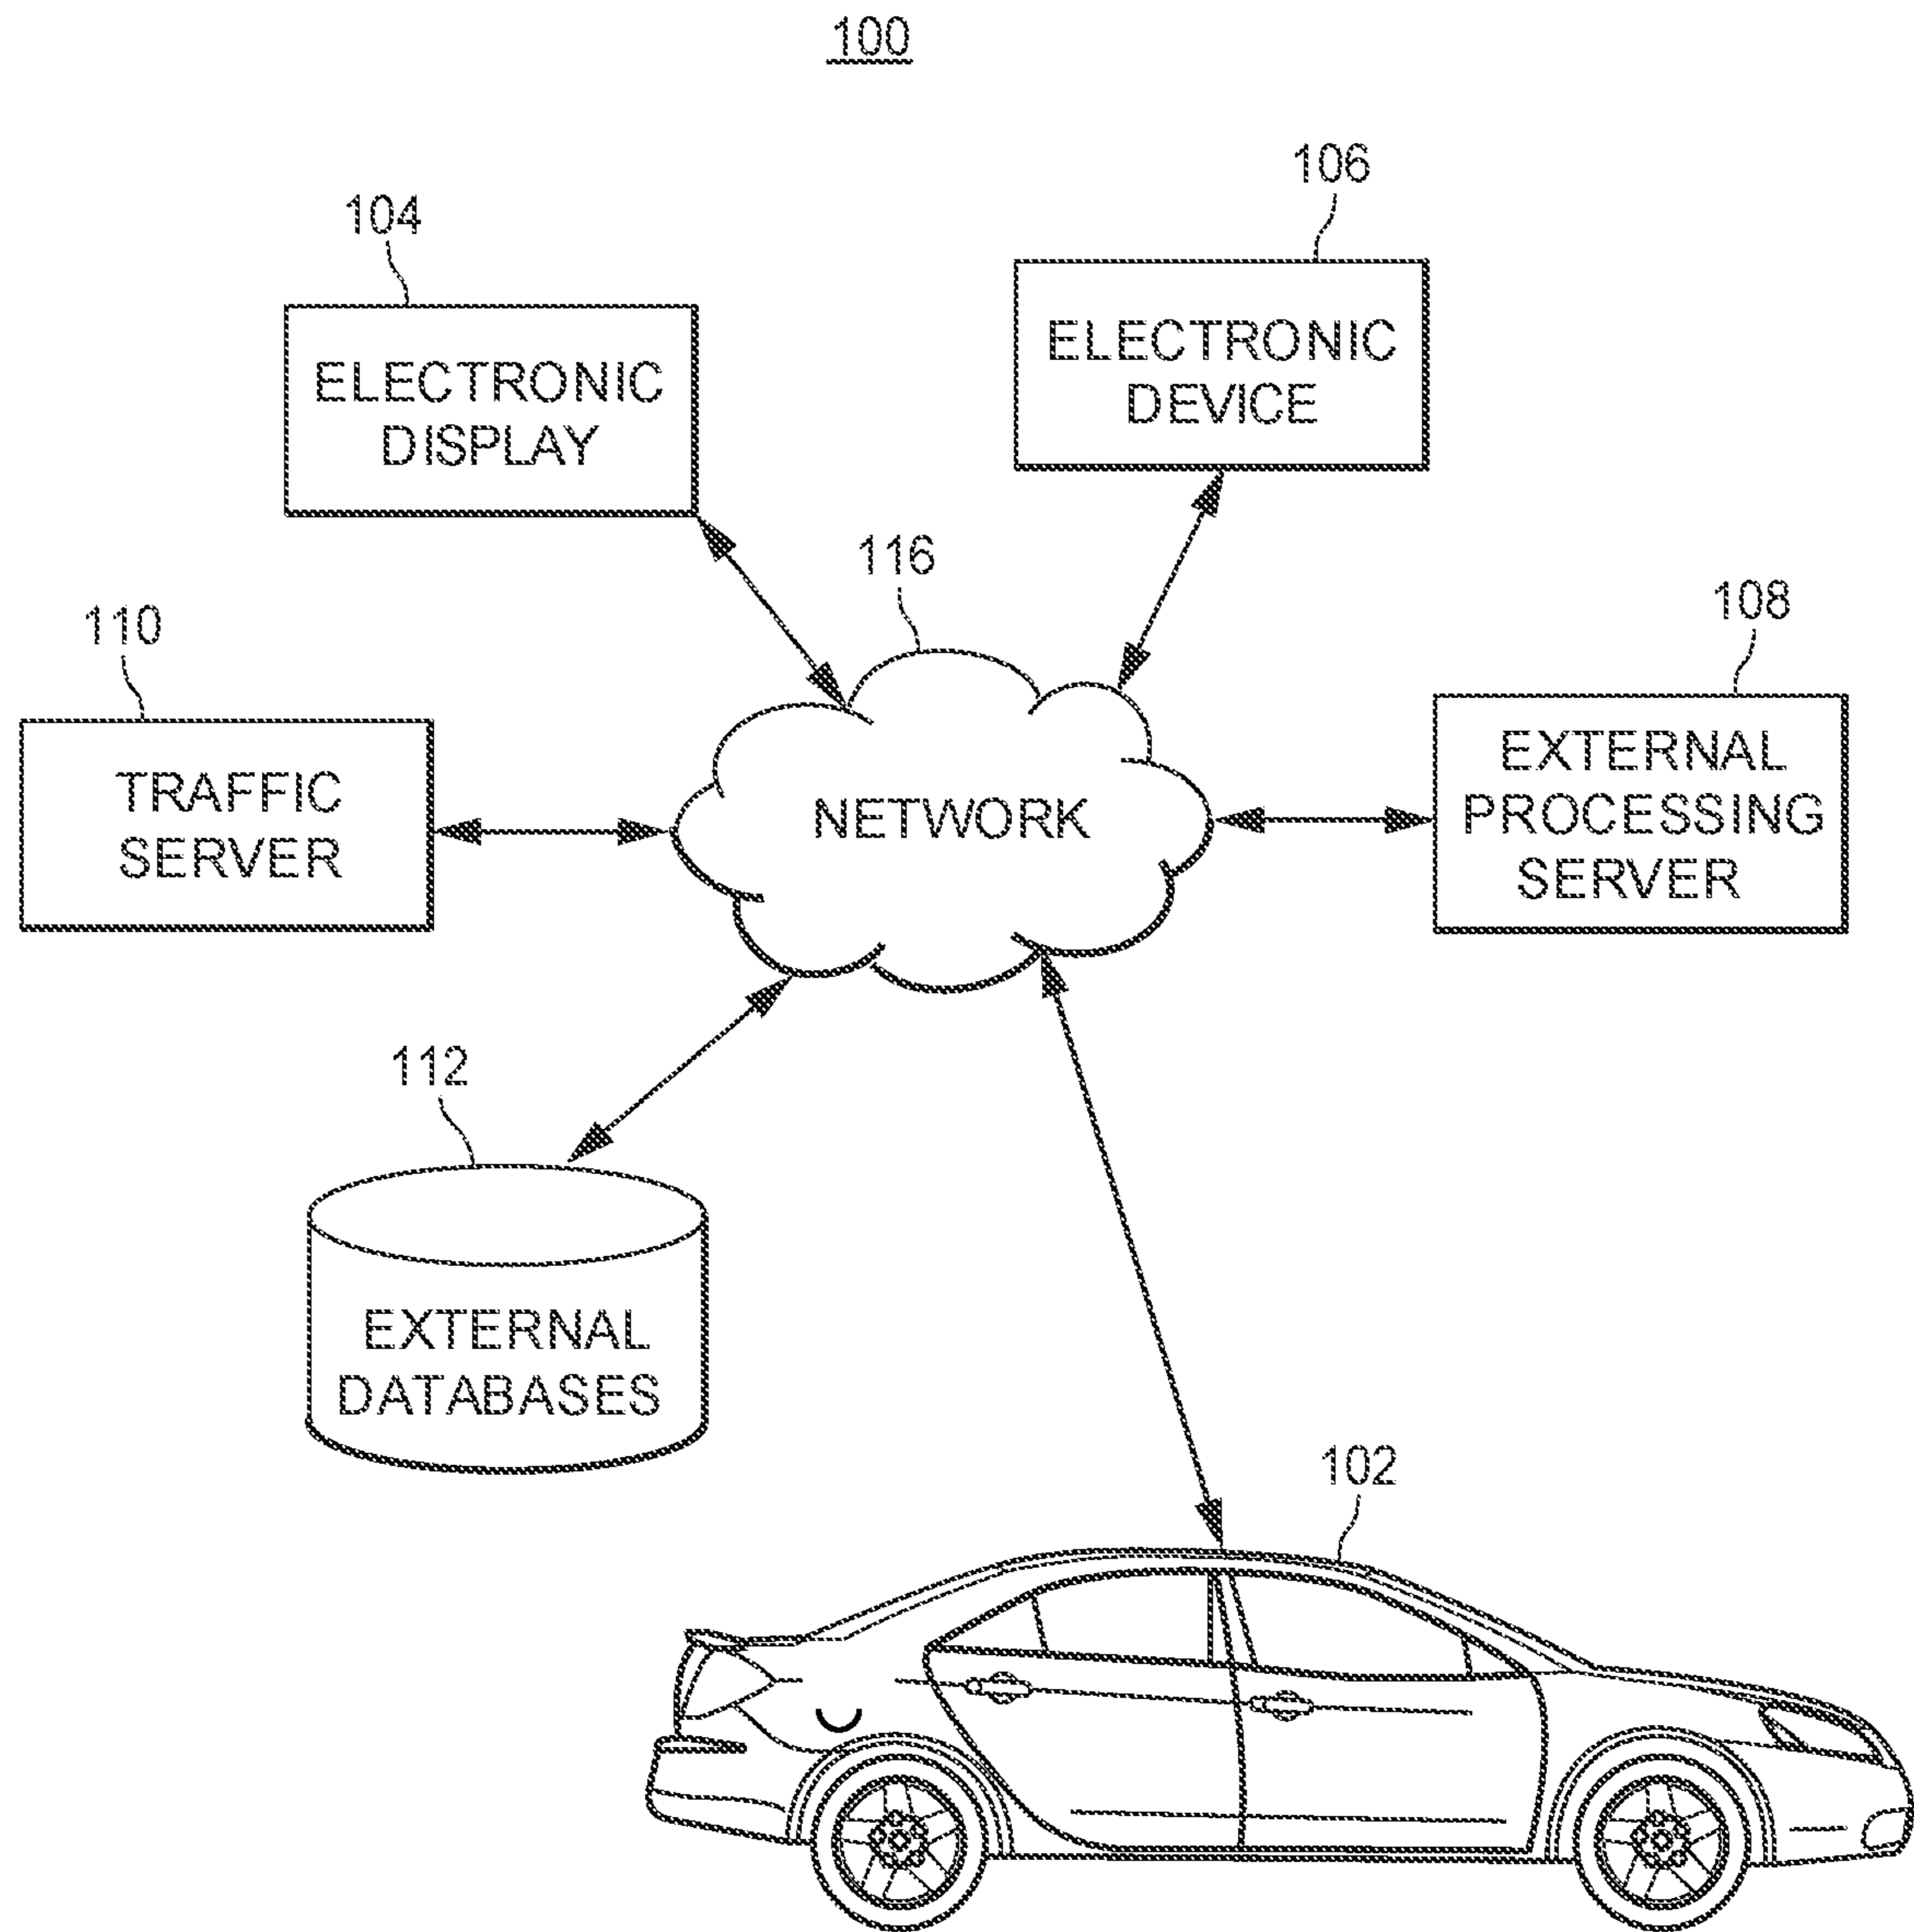 100
106
104
ELECTRONIC
DEVICE
ELECTRONIC
DISPLAY
116
108
110
EXTERNAL
PROCESSING
SERVER
TRAFFIC
SERVER
NETWORK
112
EXTERNAL
DATABASES
102